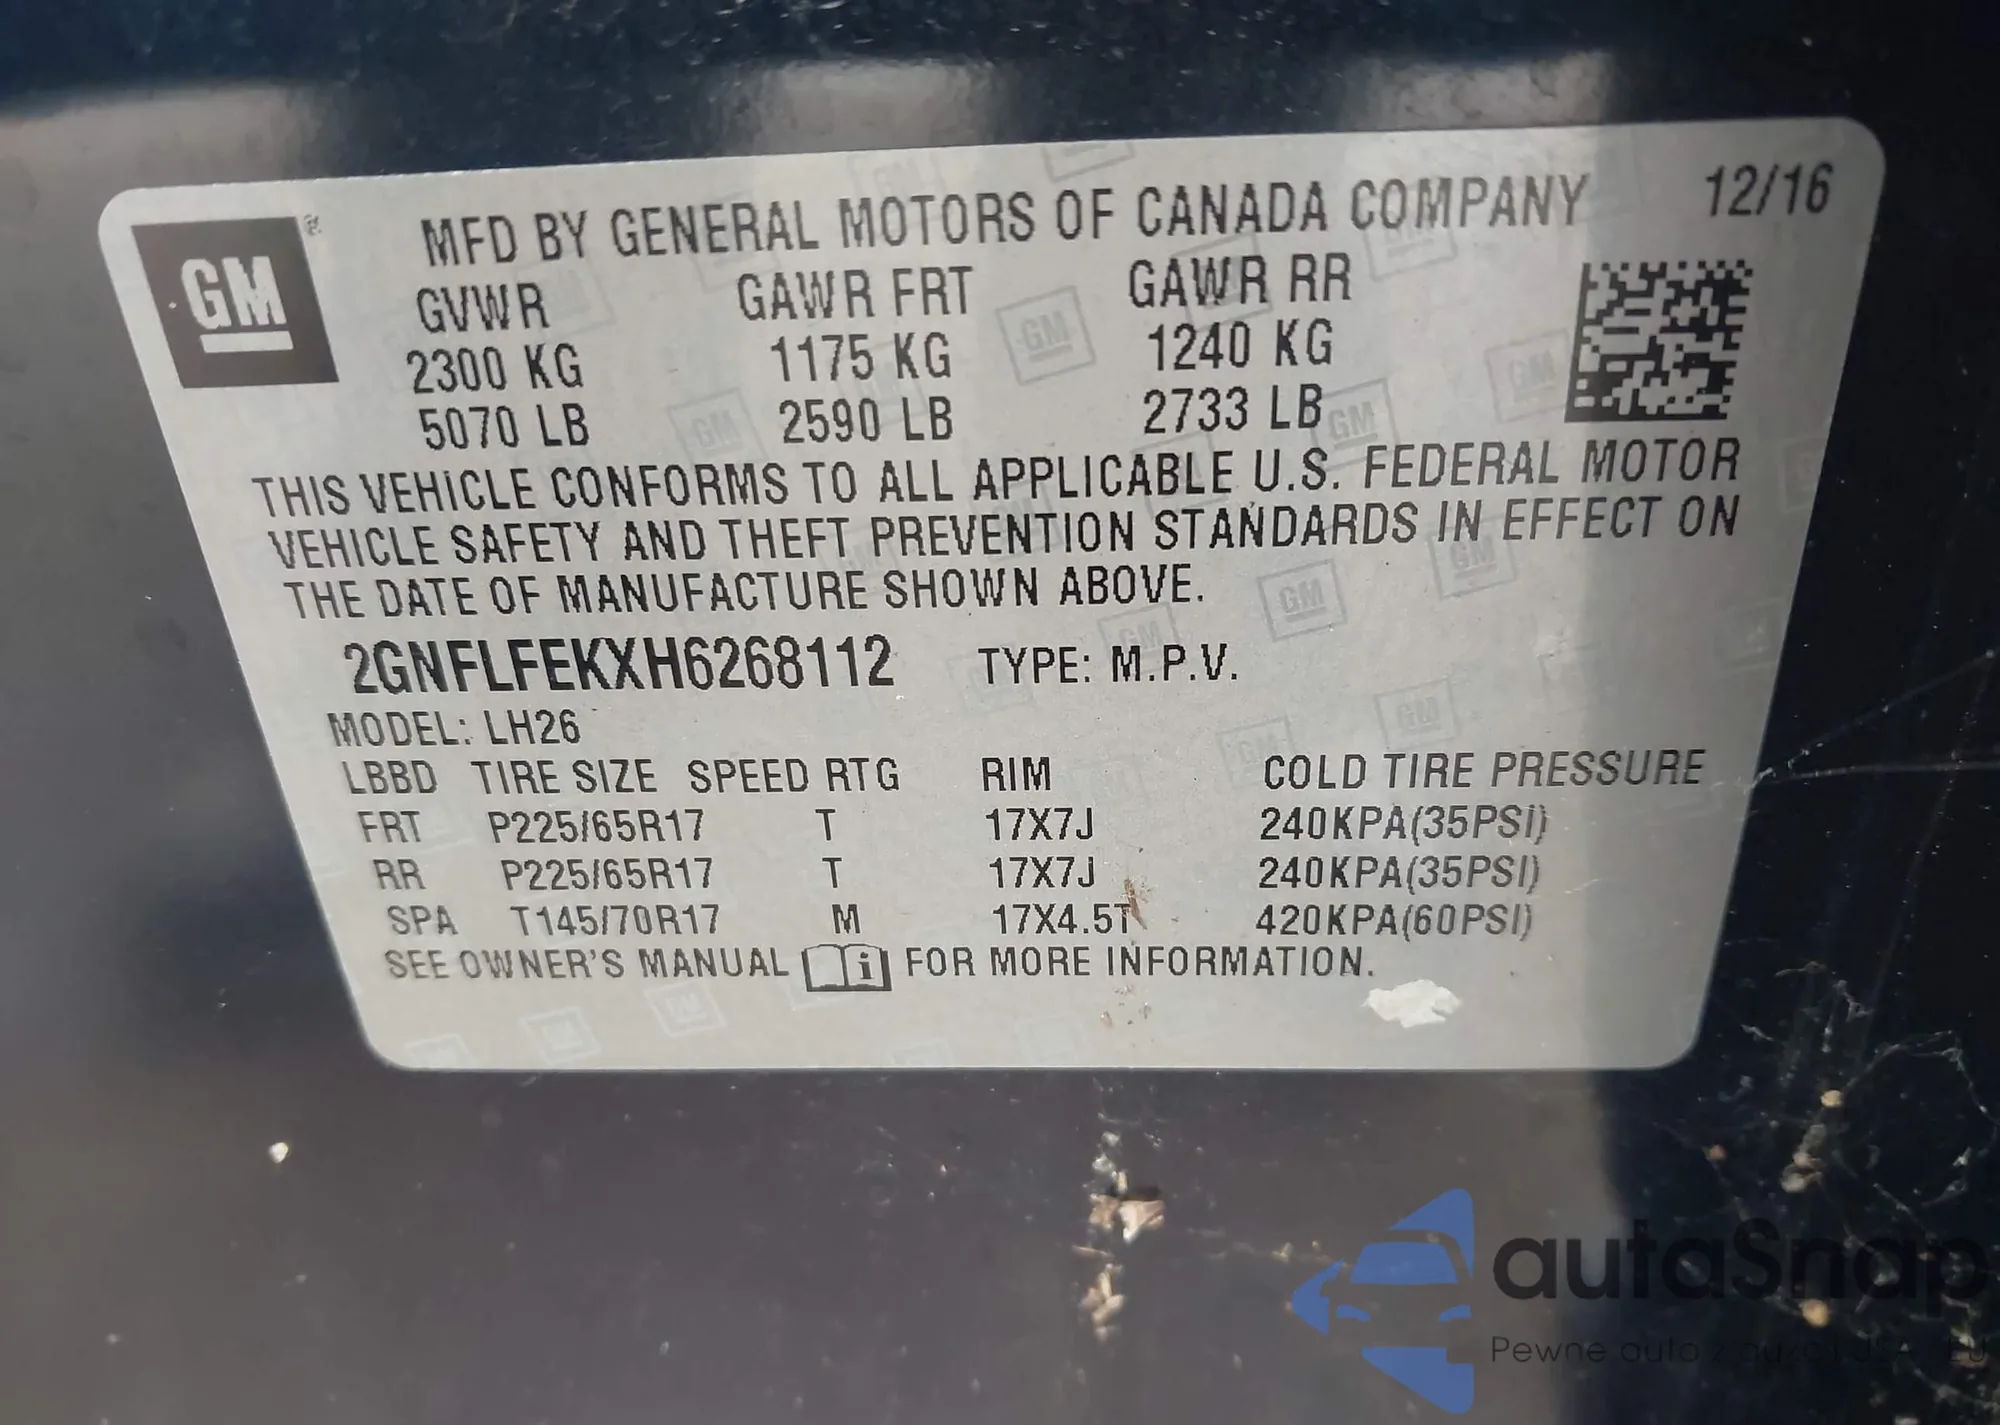 GM
MFD BY GENERAL MOTORS OF CANADA COMPANY 12/16
GVWR GAWR FRT GAWR RR
2300 KG 1175 KG 1240 KG
5070 LB 2590 LB 2733 LB
THIS VEHICLE CONFORMS TO ALL APPLICABLE U.S. FEDERAL MOTOR
VEHICLE SAFETY AND THEFT PREVENTION STANDARDS IN EFFECT ON
THE DATE OF MANUFACTURE SHOWN ABOVE.
2GNFLFEKXH6268112 TYPE: M.P.V.
MODEL: LH26
LBBD TIRE SIZE SPEED RTG RIM COLD TIRE PRESSURE
FRT P225/65R17 T 17X7J 240KPA(35PSI)
RR P225/65R17 T 17X7J 240KPA(35PSI)
SPA T145/70R17 M 17X4.5T 420KPA(60PSI)
SEE OWNER'S MANUAL i FOR MORE INFORMATION.
autaSnap
Pewne auto z USA EU